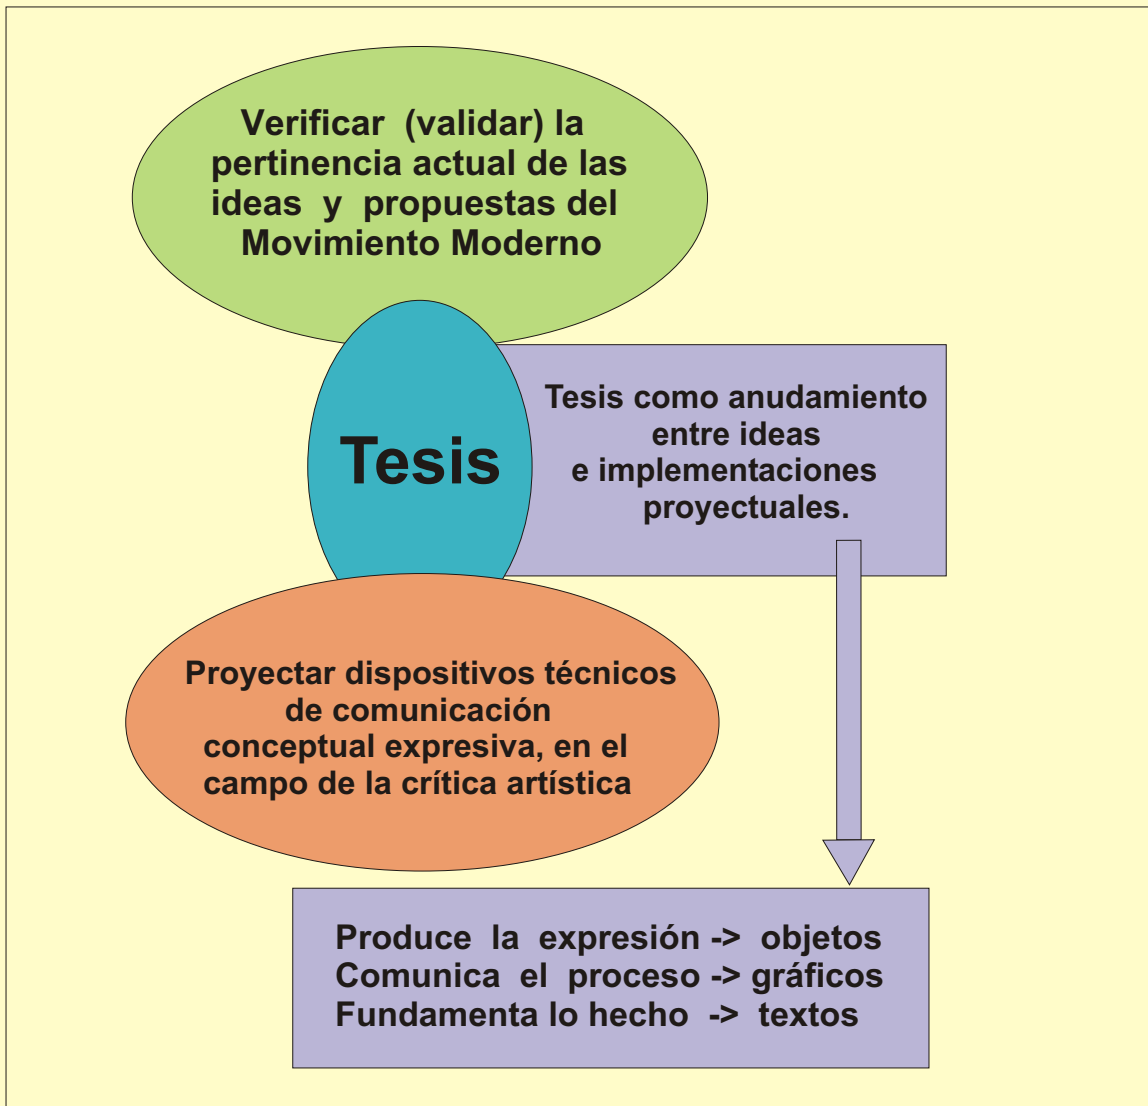 Verificar (validar) la
pertinencia actual de las
ideas y propuestas del
Movimiento Moderno
Tesis
Tesis como anudamiento
entre ideas
e implementaciones
proyectuales.
Proyectar dispositivos técnicos
de comunicación
conceptual expresiva, en el
campo de la crítica artística
Produce la expresión -> objetos
Comunica el proceso -> gráficos
Fundamenta lo hecho -> textos